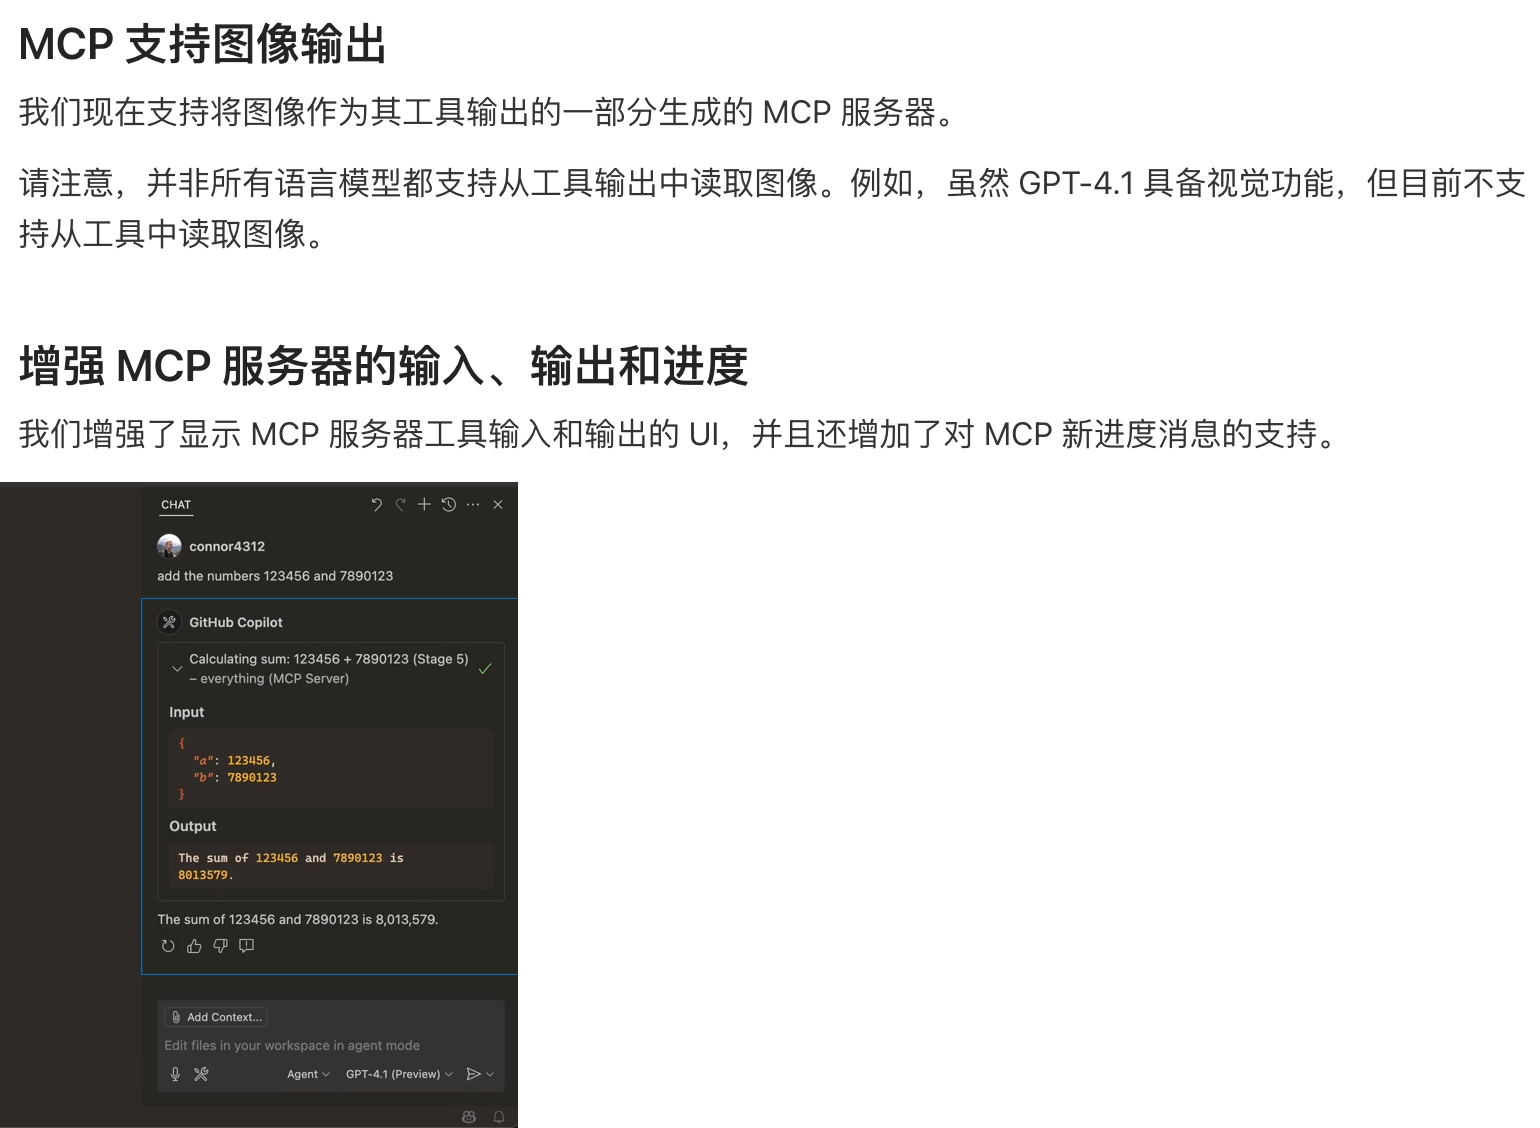 MCP 支持图像输出
我们现在支持将图像作为其工具输出的一部分生成的 MCP 服务器。
请注意，并非所有语言模型都支持从工具输出中读取图像。例如，虽然 GPT-4.1 具备视觉功能，但目前不支
持从工具中读取图像。
增强 MCP 服务器的输入、输出和进度
我们增强了显示 MCP 服务器工具输入和输出的 UI，并且还增加了对 MCP 新进度消息的支持。
CHAT
connor4312
add the numbers 123456 and 7890123
GitHub Copilot
Calculating sum: 123456 + 7890123 (Stage 5)
– everything (MCP Server)
Input
{
"a": 123456,
"b": 7890123
}
Output
The sum of 123456 and 7890123 is
8013579.
The sum of 123456 and 7890123 is 8,013,579.
Add Context...
Edit files in your workspace in agent mode
Agent GPT-4.1 (Preview)